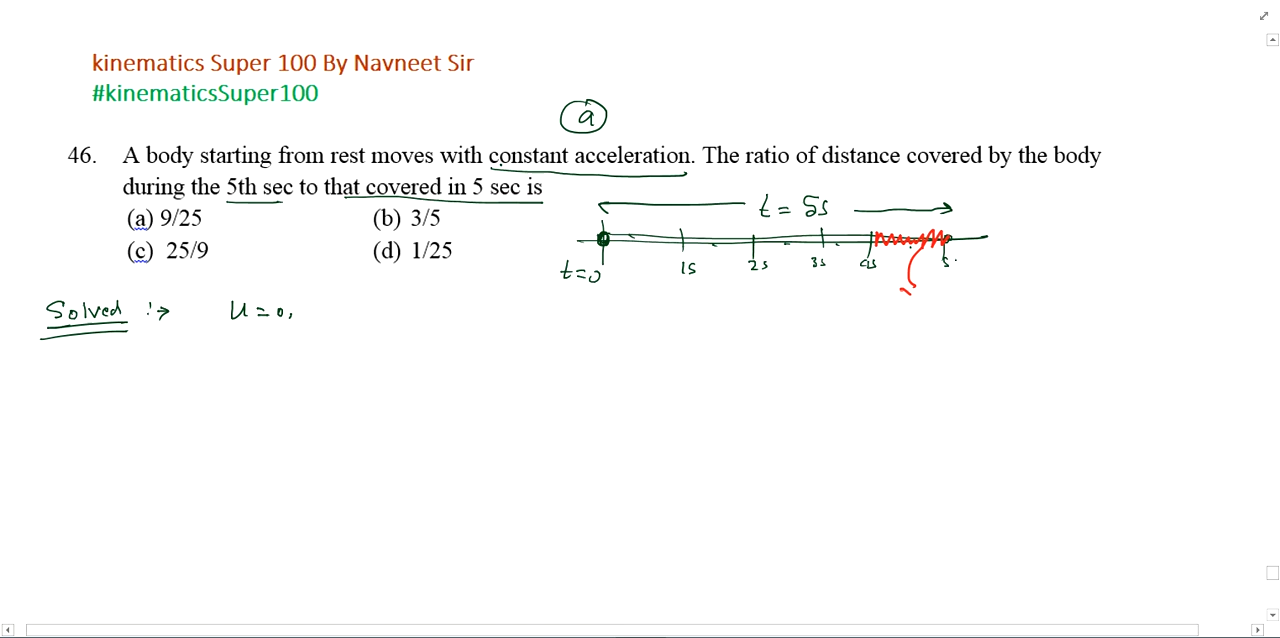 kinematics Super 100 By Navneet Sir
#kinematicsSuper100
a
46. A body starting from rest moves with constant acceleration. The ratio of distance covered by the body
during the 5th sec to that covered in 5 sec is
t = 5s
(a) 9/25 (b) 3/5
(c) 25/9 (d) 1/25
t=0 1s 2s 3s 4s 5
Solved :→ u=0,